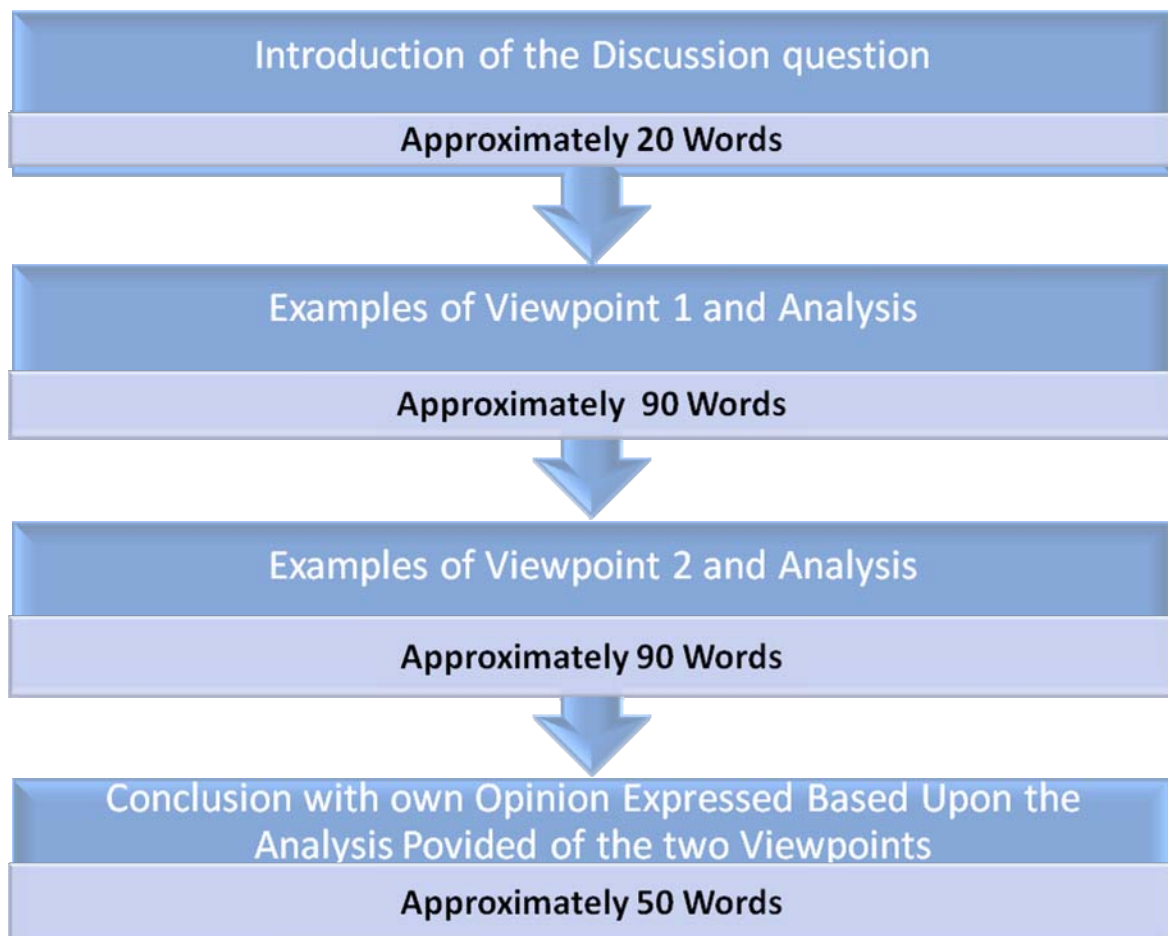 Introduction of the Discussion question
Approximately 20 Words
Examples of Viewpoint 1 and Analysis
Approximately 90 Words
Examples of Viewpoint 2 and Analysis
Approximately 90 Words
Conclusion with own Opinion Expressed Based Upon the
Analysis Povided of the two Viewpoints
Approximately 50 Words